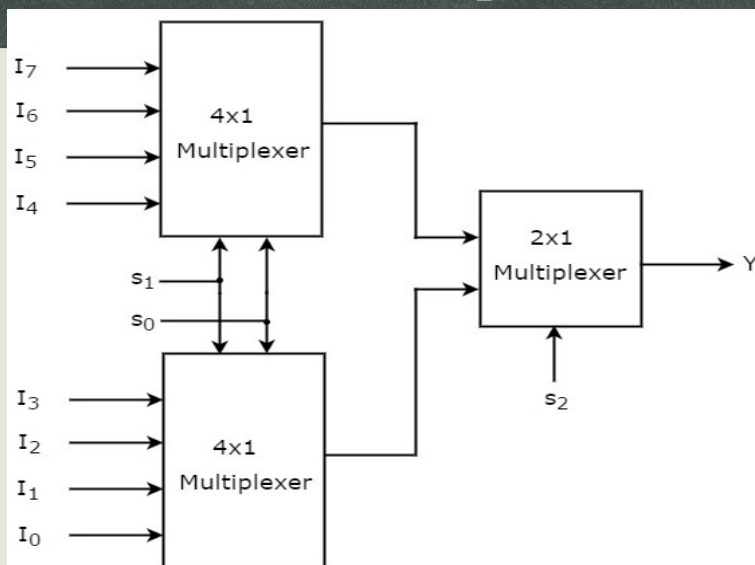 I₇
I₆
I₅
I₄
4x1
Multiplexer
s₁
s₀
I₃
I₂
I₁
I₀
4x1
Multiplexer
2x1
Multiplexer
s₂
Y